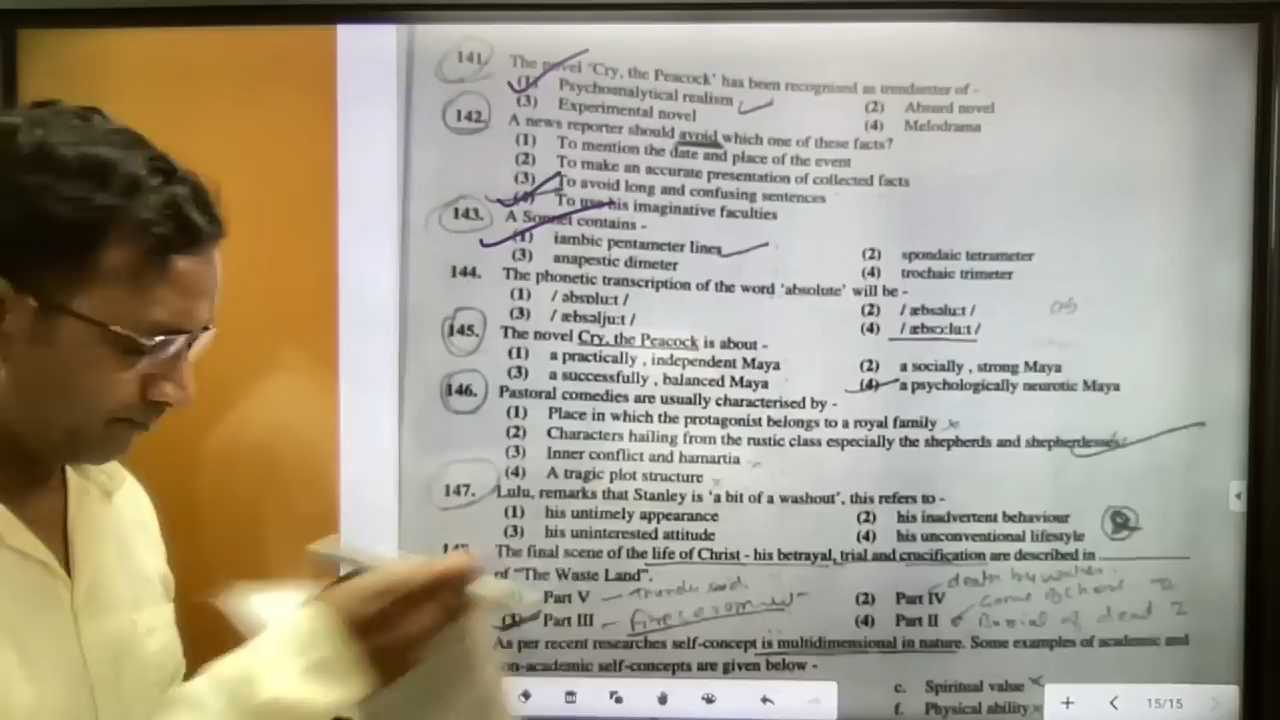 141. The novel 'Cry, the Peacock' has been recognised as trendsetter of -
(1) Psychoanalytical realism (2) Absurd novel
(3) Experimental novel (4) Melodrama
142. A news reporter should avoid which one of these facts?
(1) To mention the date and place of the event
(2) To make an accurate presentation of collected facts
(3) To avoid long and confusing sentences
(4) To use his imaginative faculties
143. A Sonnet contains -
(1) iambic pentameter lines (2) spondaic tetrameter
(3) anapestic dimeter (4) trochaic trimeter
144. The phonetic transcription of the word 'absolute' will be -
(1) / əbsɒlu:t / (2) / æbsəlu:t /
(3) / æbsəlju:t / (4) / æbsɔ:lu:t /
145. The novel Cry, the Peacock is about -
(1) a practically , independent Maya (2) a socially , strong Maya
(3) a successfully , balanced Maya (4) a psychologically neurotic Maya
146. Pastoral comedies are usually characterised by -
(1) Place in which the protagonist belongs to a royal family
(2) Characters hailing from the rustic class especially the shepherds and shepherdesses
(3) Inner conflict and hamartia
(4) A tragic plot structure
147. Lulu, remarks that Stanley is 'a bit of a washout', this refers to -
(1) his untimely appearance (2) his inadvertent behaviour
(3) his uninterested attitude (4) his unconventional lifestyle
The final scene of the life of Christ - his betrayal, trial and crucification are described in
of "The Waste Land". death by water
Part V - Thunder said (2) Part IV
Part III - Fire sermon (4) Part II Burial of dead
As per recent researches self-concept is multidimensional in nature. Some examples of academic and
non-academic self-concepts are given below -
c. Spiritual value
f. Physical ability
15/15